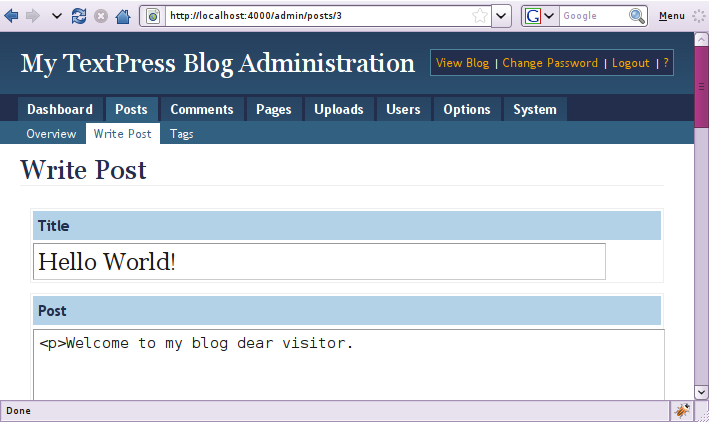 http://localhost:4000/admin/posts/3 Google Menu
My TextPress Blog Administration
View Blog | Change Password | Logout | ?
Dashboard Posts Comments Pages Uploads Users Options System
Overview Write Post Tags
Write Post
Title
Hello World!
Post
<p>Welcome to my blog dear visitor.
Done